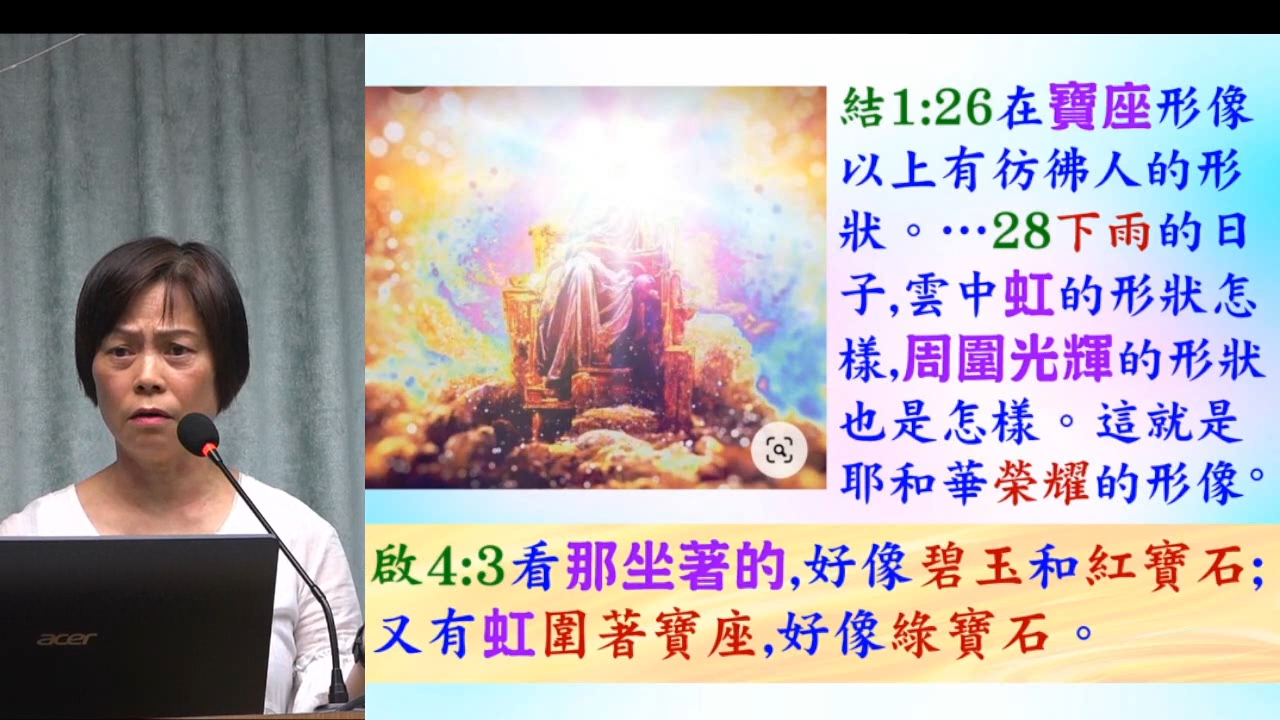 結1:26在寶座形像
以上有彷彿人的形
狀。…28下雨的日
子,雲中虹的形狀怎
樣,周圍光輝的形狀
也是怎樣。這就是
耶和華榮耀的形像。
啟4:3看那坐著的,好像碧玉和紅寶石;
又有虹圍著寶座,好像綠寶石。
acer